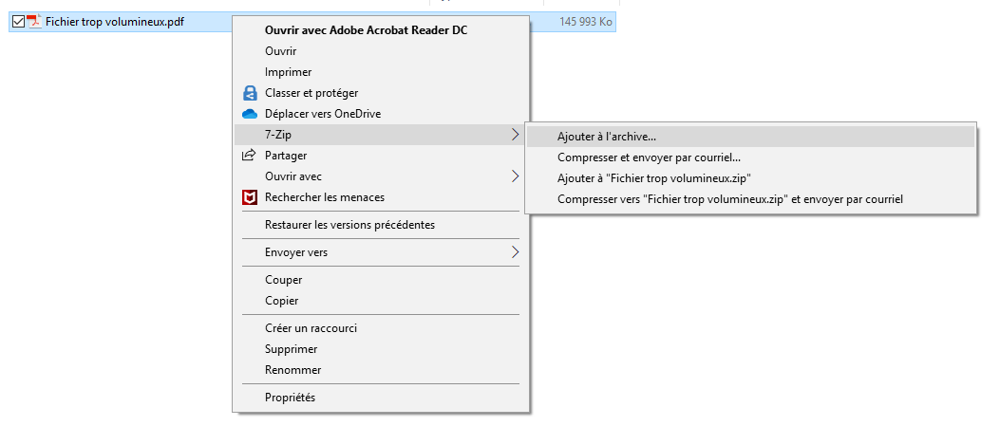 Fichier trop volumineux.pdf
145 993 Ko
Ouvrir avec Adobe Acrobat Reader DC
Ouvrir
Imprimer
Classer et protéger
Déplacer vers OneDrive
7-Zip
Partager
Ouvrir avec
Rechercher les menaces
Restaurer les versions précédentes
Envoyer vers
Couper
Copier
Créer un raccourci
Supprimer
Renommer
Propriétés
Ajouter à l'archive...
Compresser et envoyer par courriel...
Ajouter à "Fichier trop volumineux.zip"
Compresser vers "Fichier trop volumineux.zip" et envoyer par courriel